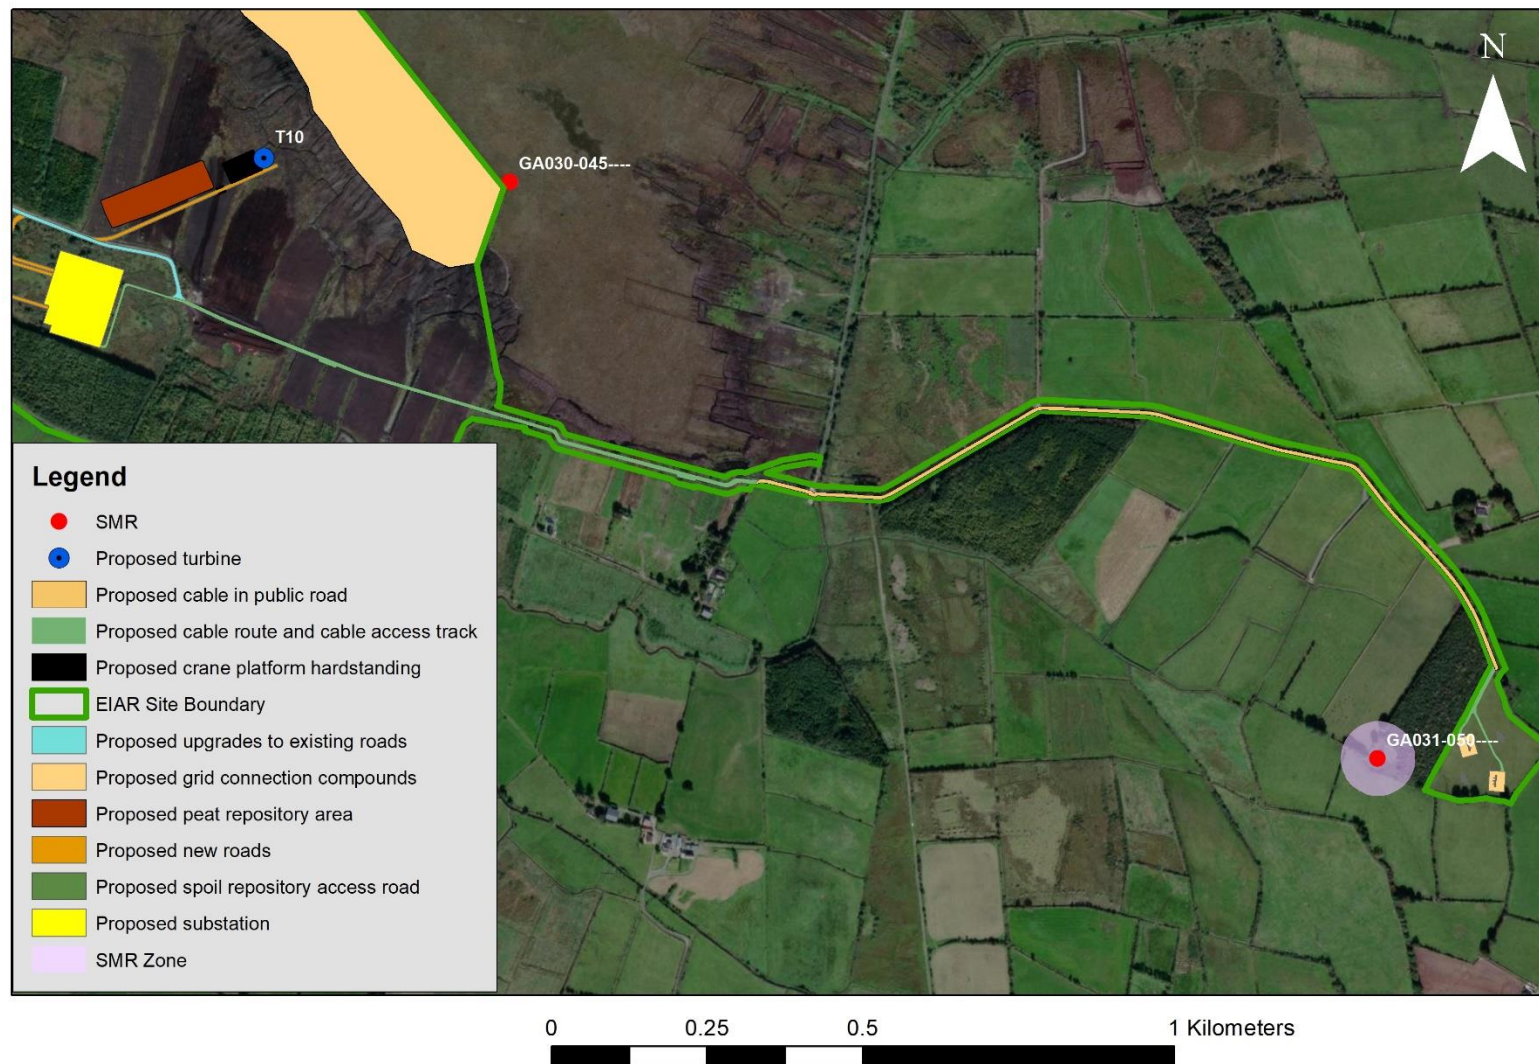 N
T10
GA030-045----
GA031-050----
Legend
SMR
Proposed turbine
Proposed cable in public road
Proposed cable route and cable access track
Proposed crane platform hardstanding
EIAR Site Boundary
Proposed upgrades to existing roads
Proposed grid connection compounds
Proposed peat repository area
Proposed new roads
Proposed spoil repository access road
Proposed substation
SMR Zone
0 0.25 0.5 1 Kilometers